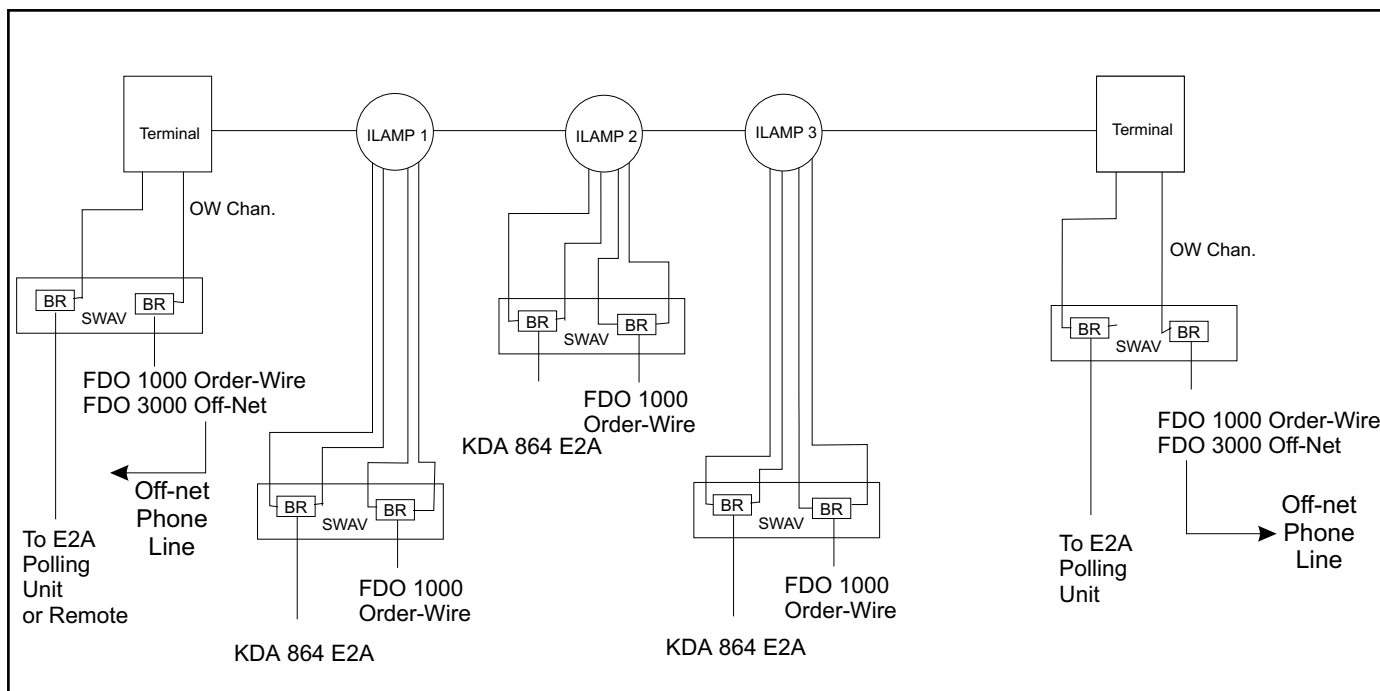 Terminal
ILAMP 1
ILAMP 2
ILAMP 3
Terminal
OW Chan.
OW Chan.
BR
BR
SWAV
FDO 1000 Order-Wire
FDO 3000 Off-Net
Off-net
Phone
Line
To E2A
Polling
Unit
or Remote
BR
BR
SWAV
FDO 1000
Order-Wire
KDA 864 E2A
BR
BR
SWAV
FDO 1000
Order-Wire
KDA 864 E2A
BR
BR
SWAV
FDO 1000
Order-Wire
KDA 864 E2A
BR
BR
SWAV
FDO 1000 Order-Wire
FDO 3000 Off-Net
Off-net
Phone
Line
To E2A
Polling
Unit